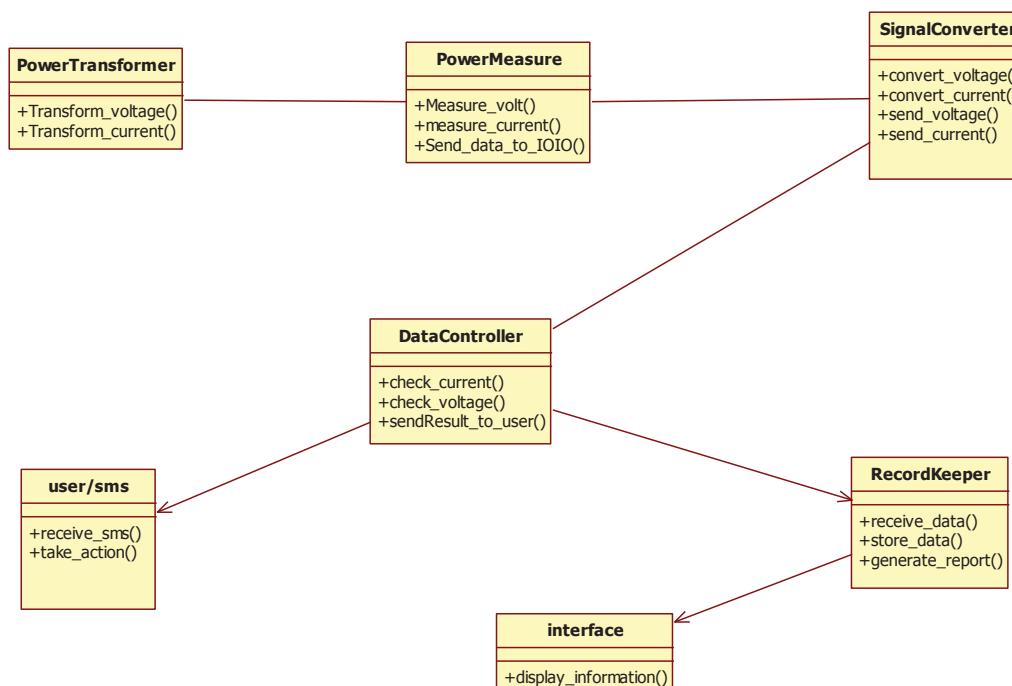 PowerTransformer
+Transform_voltage()
+Transform_current()
PowerMeasure
+Measure_volt()
+measure_current()
+Send_data_to_IOIO()
SignalConverter
+convert_voltage()
+convert_current()
+send_voltage()
+send_current()
DataController
+check_current()
+check_voltage()
+sendResult_to_user()
user/sms
+receive_sms()
+take_action()
RecordKeeper
+receive_data()
+store_data()
+generate_report()
interface
+display_information()